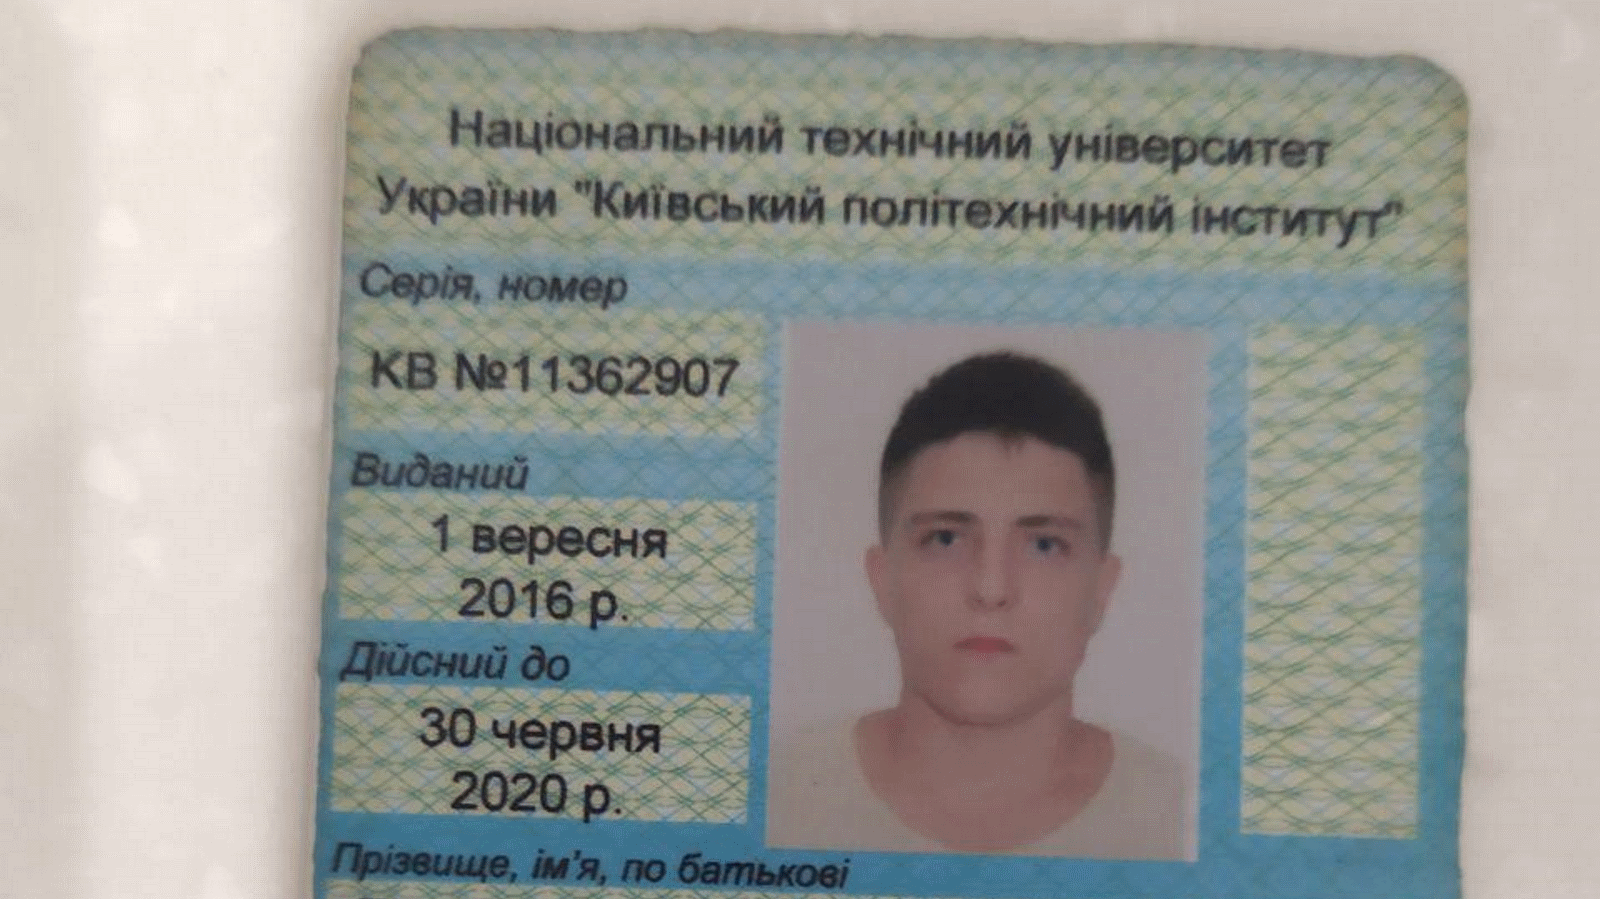 Національний технічний університет
України "Київський політехнічний інститут"
Серія, номер
КВ №11362907
Виданий
1 вересня
2016 р.
Дійсний до
30 червня
2020 р.
Прізвище, ім'я, по батькові